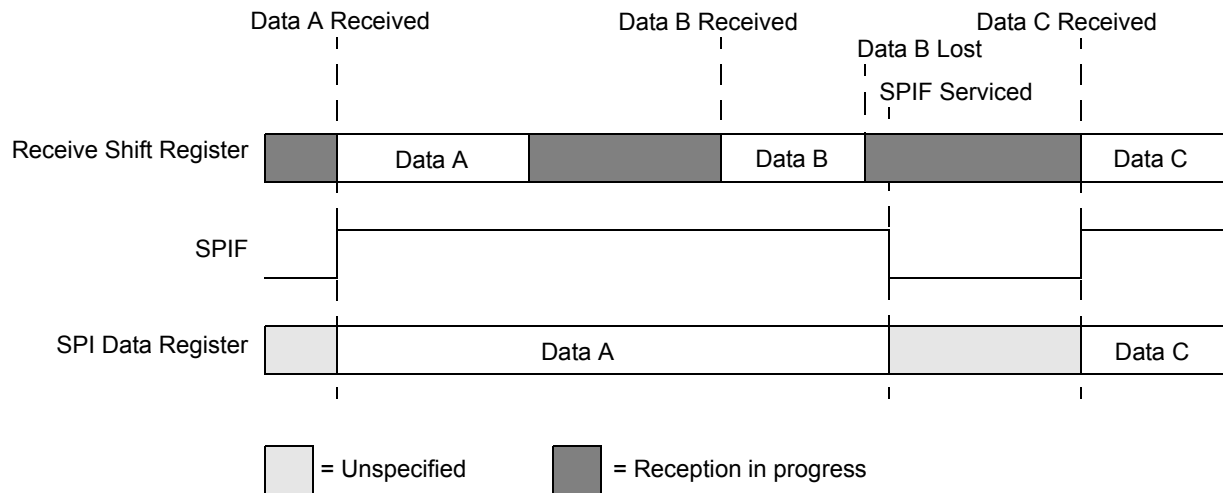 Data A Received
Data B Received
Data C Received
Data B Lost
SPIF Serviced
Receive Shift Register
Data A
Data B
Data C
SPIF
SPI Data Register
Data A
Data C
= Unspecified
= Reception in progress